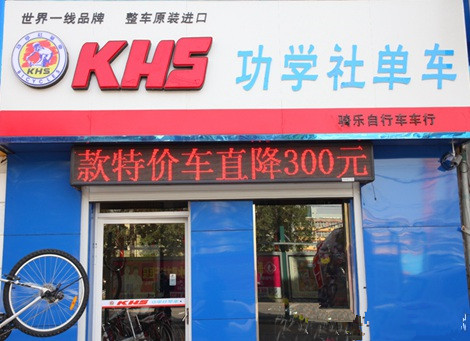 世界一线品牌 整车原装进口
KHS
KHS 功学社单车
骑乐自行车车行
款特价车直降300元
KHS